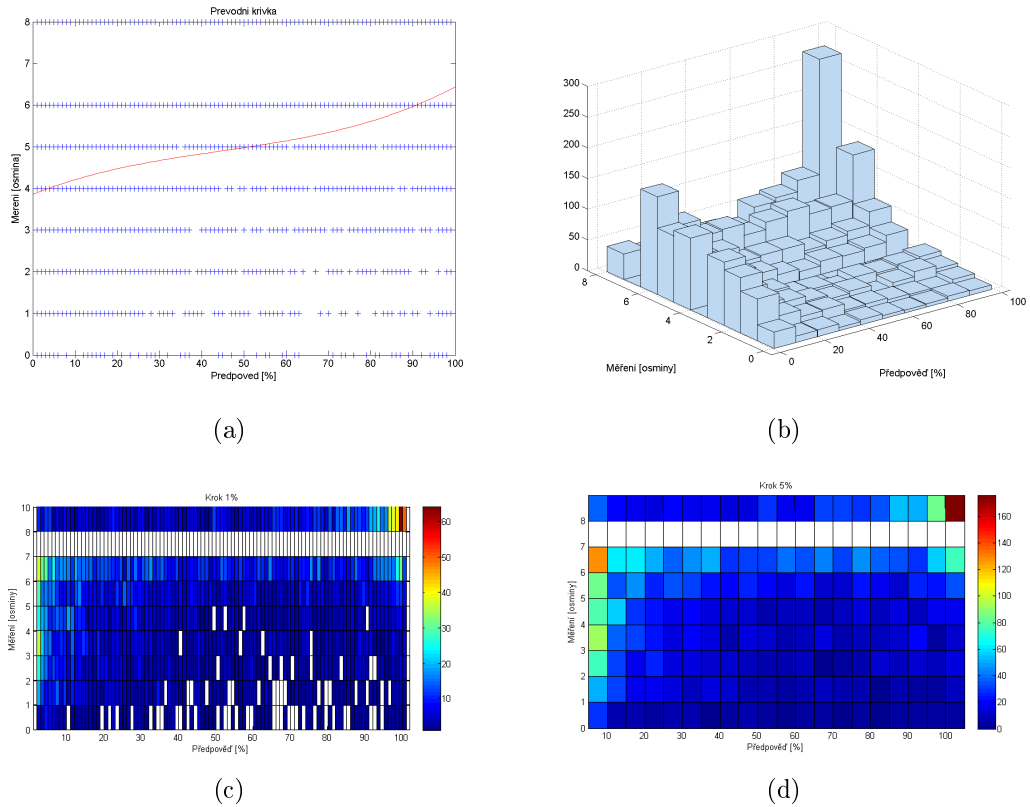 Prevodni krivka
8
7
6
5
4
3
2
1
0
Mereni [osmina]
0 10 20 30 40 50 60 70 80 90 100
Predpoved [%]
(a)
300
250
200
150
100
50
0
8 6 4 2 0
0 20 40 60 80 100
Měření [osminy]
Předpověď [%]
(b)
Krok 1%
10
9
8
7
6
5
4
3
2
1
0
Měření [osminy]
10 20 30 40 50 60 70 80 90 100
Předpověď [%]
60
50
40
30
20
10
(c)
Krok 5%
8
7
6
5
4
3
2
1
0
Měření [osminy]
10 20 30 40 50 60 70 80 90 100
Předpověď [%]
160
140
120
100
80
60
40
20
0
(d)